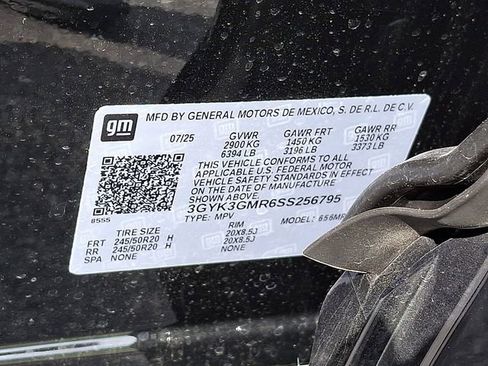 gm
MFD BY GENERAL MOTORS DE MEXICO, S. DE R.L. DE C.V.
07/25 GVWR GAWR FRT GAWR RR
2900 KG 1450 KG 1530 KG
6394 LB 3196 LB 3373 LB
THIS VEHICLE CONFORMS TO ALL
APPLICABLE U.S. FEDERAL MOTOR
VEHICLE SAFETY STANDARDS IN EFFECT
ON THE DATE OF MANUFACTURE
SHOWN ABOVE
3GYK3GMR6SS256795
8555 TYPE: MPV MODEL: 656MR
TIRE SIZE RIM
FRT 245/50R20 H 20X8.5J
RR 245/50R20 H 20X8.5J
SPA NONE NONE